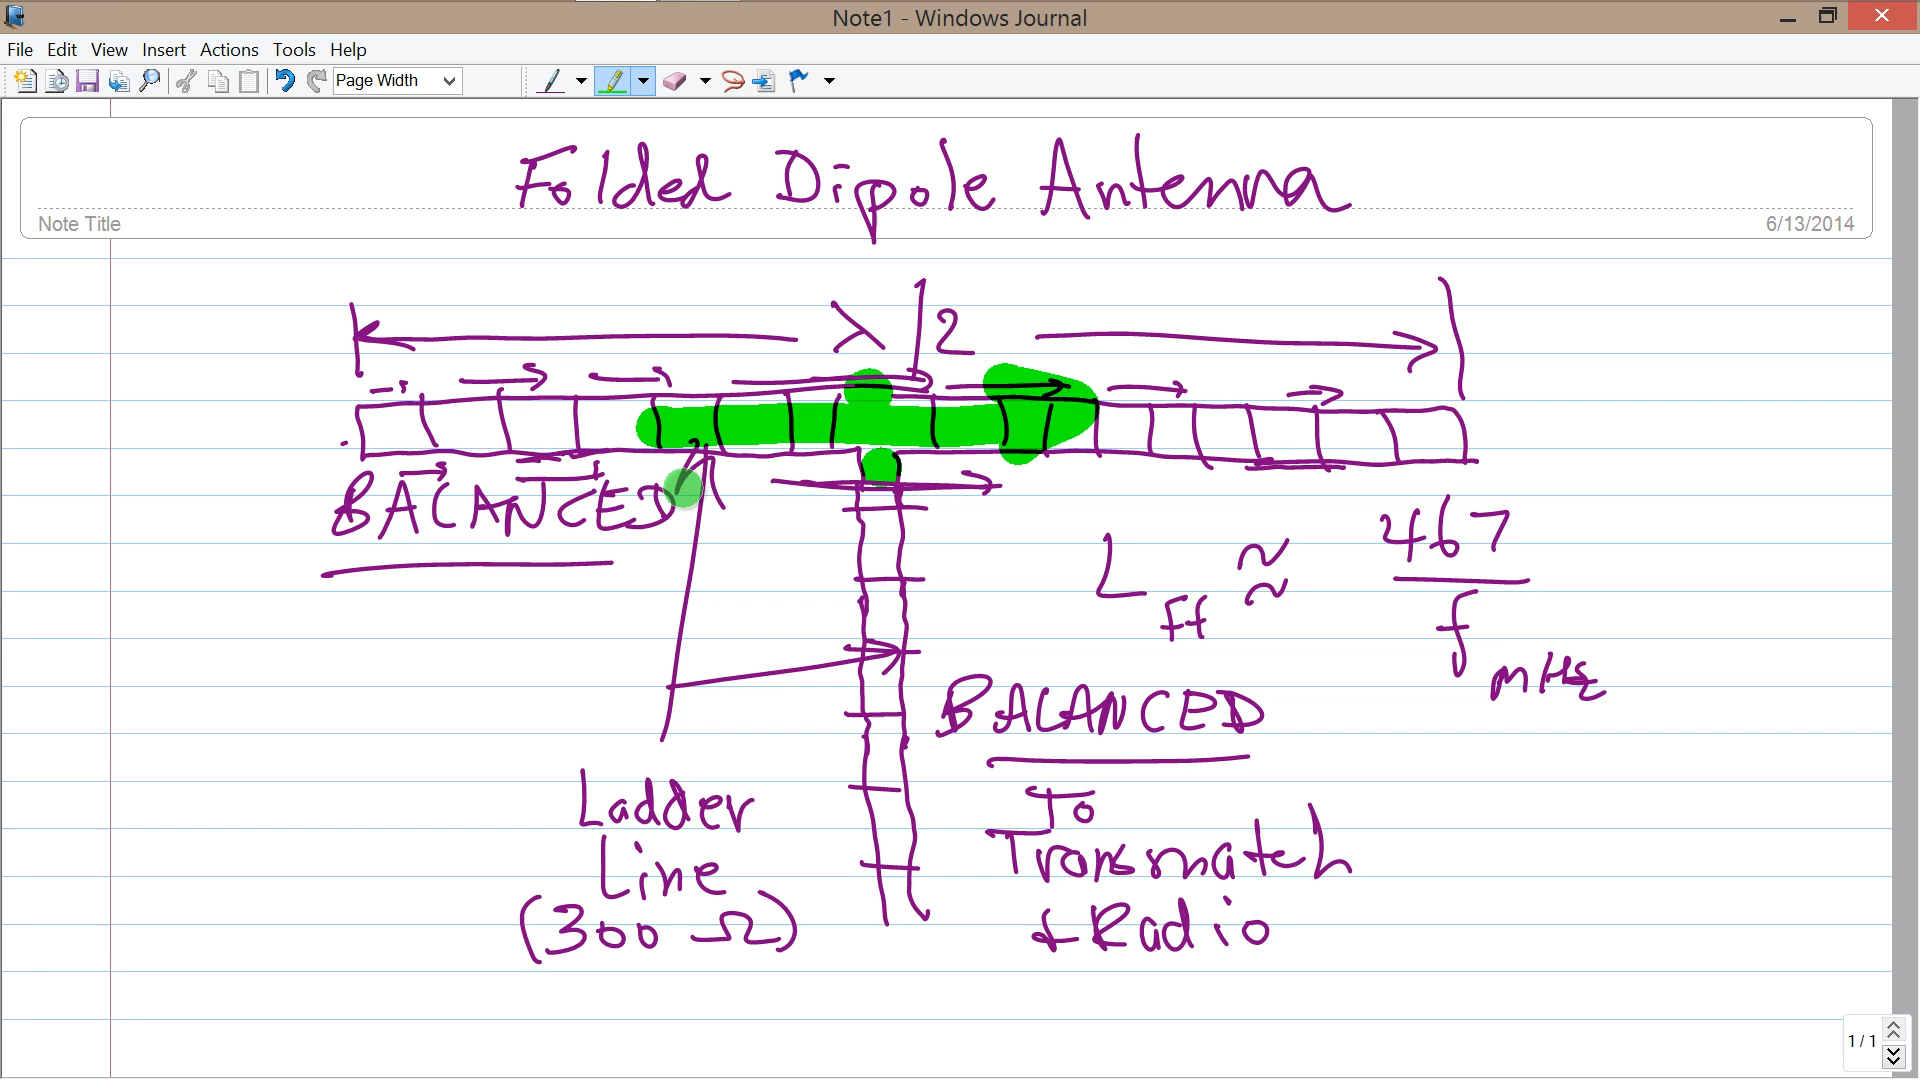 Note1 - Windows Journal
File Edit View Insert Actions Tools Help
Page Width
Folded Dipole Antenna
Note Title
6/13/2014
λ/2
BALANCED
L Ff ≈ 467
f MHz
BALANCED
Ladder
Line
(300 Ω)
To
Transmatch
& Radio
1 / 1